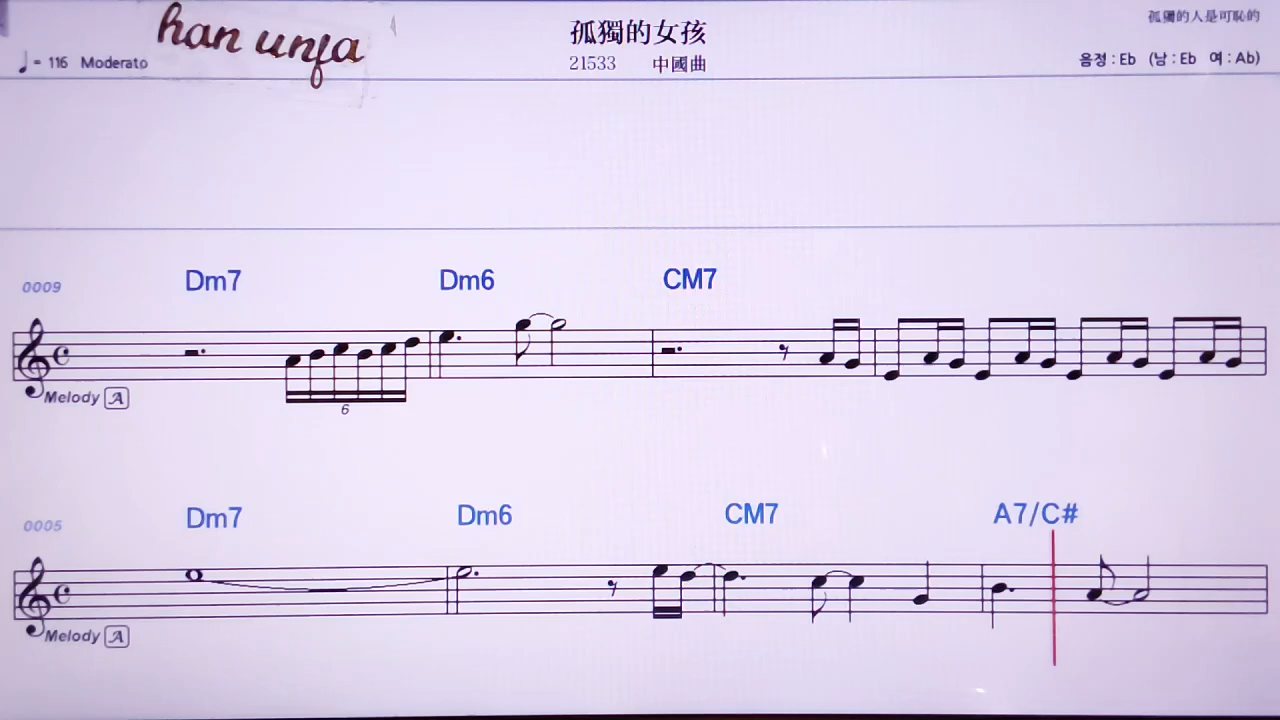 han unja
孤獨的女孩
孤獨的人是可恥的
♩= 116 Moderato
21533 中國曲
음정 : Eb (남 : Eb 여 : Ab)
0009 Dm7 Dm6 CM7
Melody A
6
0005 Dm7 Dm6 CM7 A7/C#
Melody A